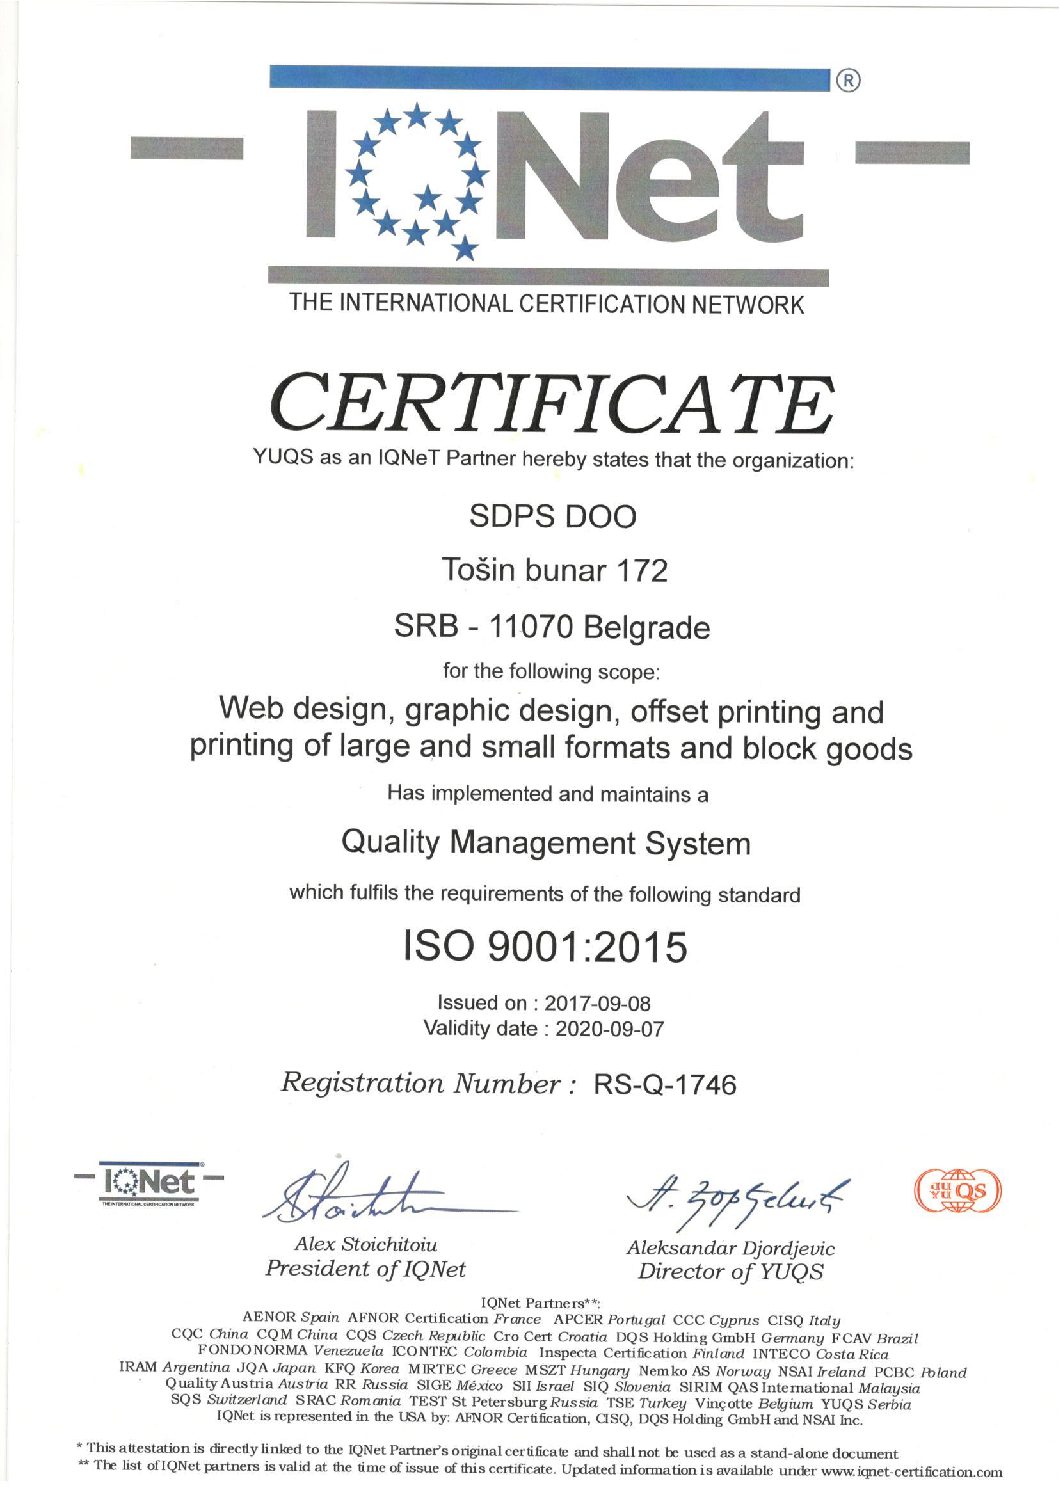 IQNet®
THE INTERNATIONAL CERTIFICATION NETWORK
CERTIFICATE
YUQS as an IQNeT Partner hereby states that the organization:
SDPS DOO
Tošin bunar 172
SRB - 11070 Belgrade
for the following scope:
Web design, graphic design, offset printing and
printing of large and small formats and block goods
Has implemented and maintains a
Quality Management System
which fulfils the requirements of the following standard
ISO 9001:2015
Issued on : 2017-09-08
Validity date : 2020-09-07
Registration Number : RS-Q-1746
IQNet
THE INTERNATIONAL CERTIFICATION NETWORK
YUQS
Alex Stoichitoiu
President of IQNet
Aleksandar Djordjevic
Director of YUQS
IQNet Partners**:
AENOR Spain AFNOR Certification France APCER Portugal CCC Cyprus CISQ Italy
CQC China CQM China CQS Czech Republic Cro Cert Croatia DQS Holding GmbH Germany FCAV Brazil
FONDONORMA Venezuela ICONTEC Colombia Inspecta Certification Finland INTECO Costa Rica
IRAM Argentina JQA Japan KFQ Korea MIRTEC Greece MSZT Hungary Nemko AS Norway NSAI Ireland PCBC Poland
Quality Austria Austria RR Russia SIGE México SII Israel SIQ Slovenia SIRIM QAS International Malaysia
SQS Switzerland SRAC Romania TEST St Petersburg Russia TSE Turkey Vinçotte Belgium YUQS Serbia
IQNet is represented in the USA by: AFNOR Certification, CISQ, DQS Holding GmbH and NSAI Inc.
* This attestation is directly linked to the IQNet Partner's original certificate and shall not be used as a stand-alone document
** The list of IQNet partners is valid at the time of issue of this certificate. Updated information is available under www.iqnet-certification.com